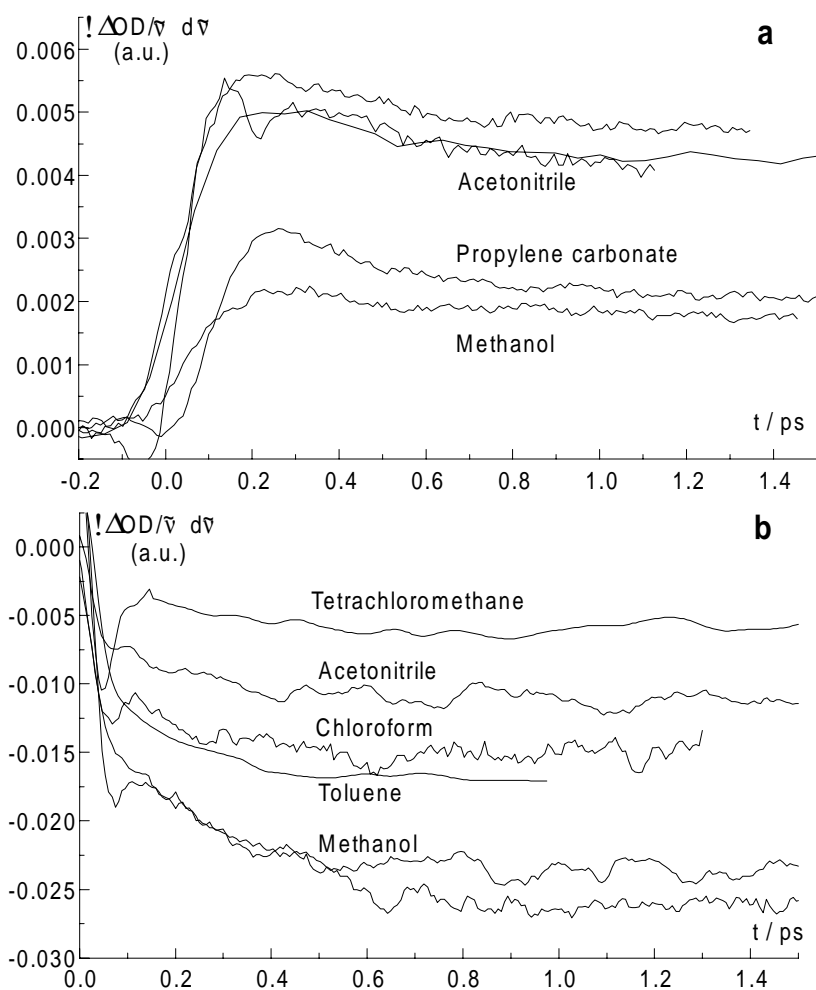 ! ΔOD/ṽ dṽ
(a.u.)
a
0.006
0.005
0.004
0.003
0.002
0.001
0.000
Acetonitrile
Propylene carbonate
Methanol
t / ps
-0.2 0.0 0.2 0.4 0.6 0.8 1.0 1.2 1.4
! ΔOD/ṽ dṽ
(a.u.)
b
0.000
-0.005
-0.010
-0.015
-0.020
-0.025
-0.030
Tetrachloromethane
Acetonitrile
Chloroform
Toluene
Methanol
t / ps
0.0 0.2 0.4 0.6 0.8 1.0 1.2 1.4